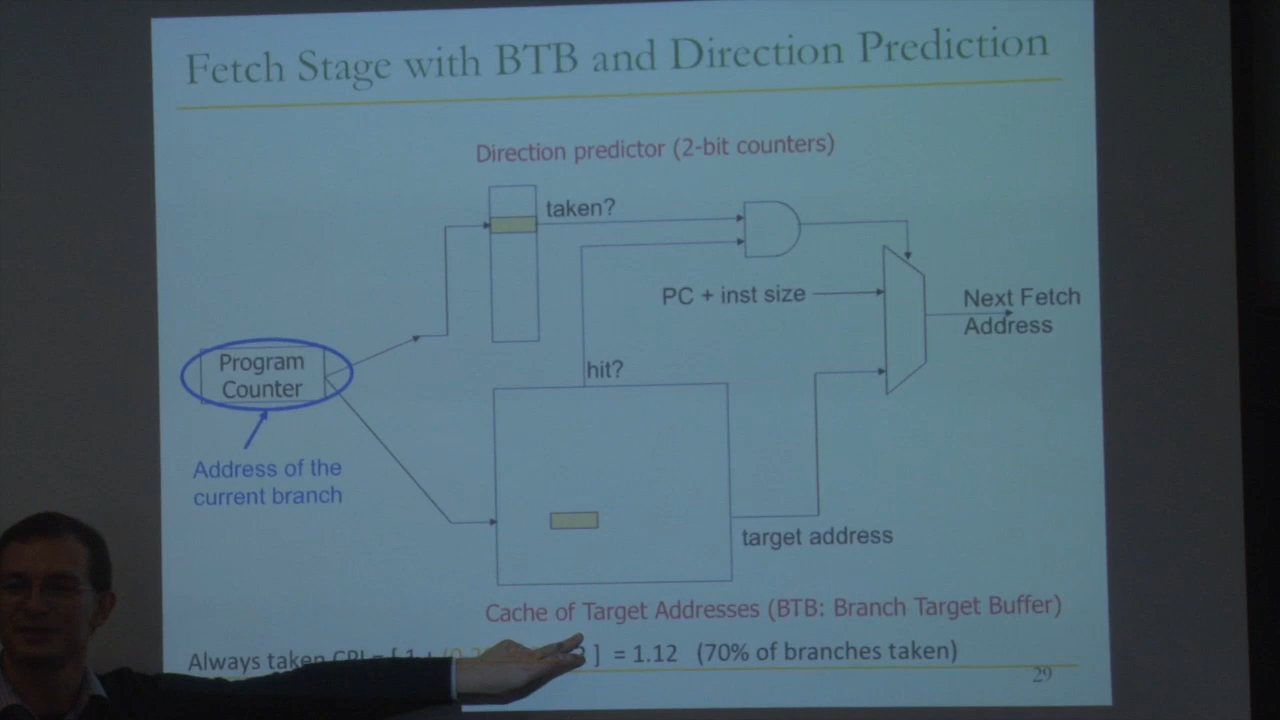 Fetch Stage with BTB and Direction Prediction
Direction predictor (2-bit counters)
taken?
PC + inst size
Next Fetch
Address
hit?
Program
Counter
Address of the
current branch
target address
Cache of Target Addresses (BTB: Branch Target Buffer)
Always taken CPI = [ 1 + (0. ] = 1.12 (70% of branches taken)
29